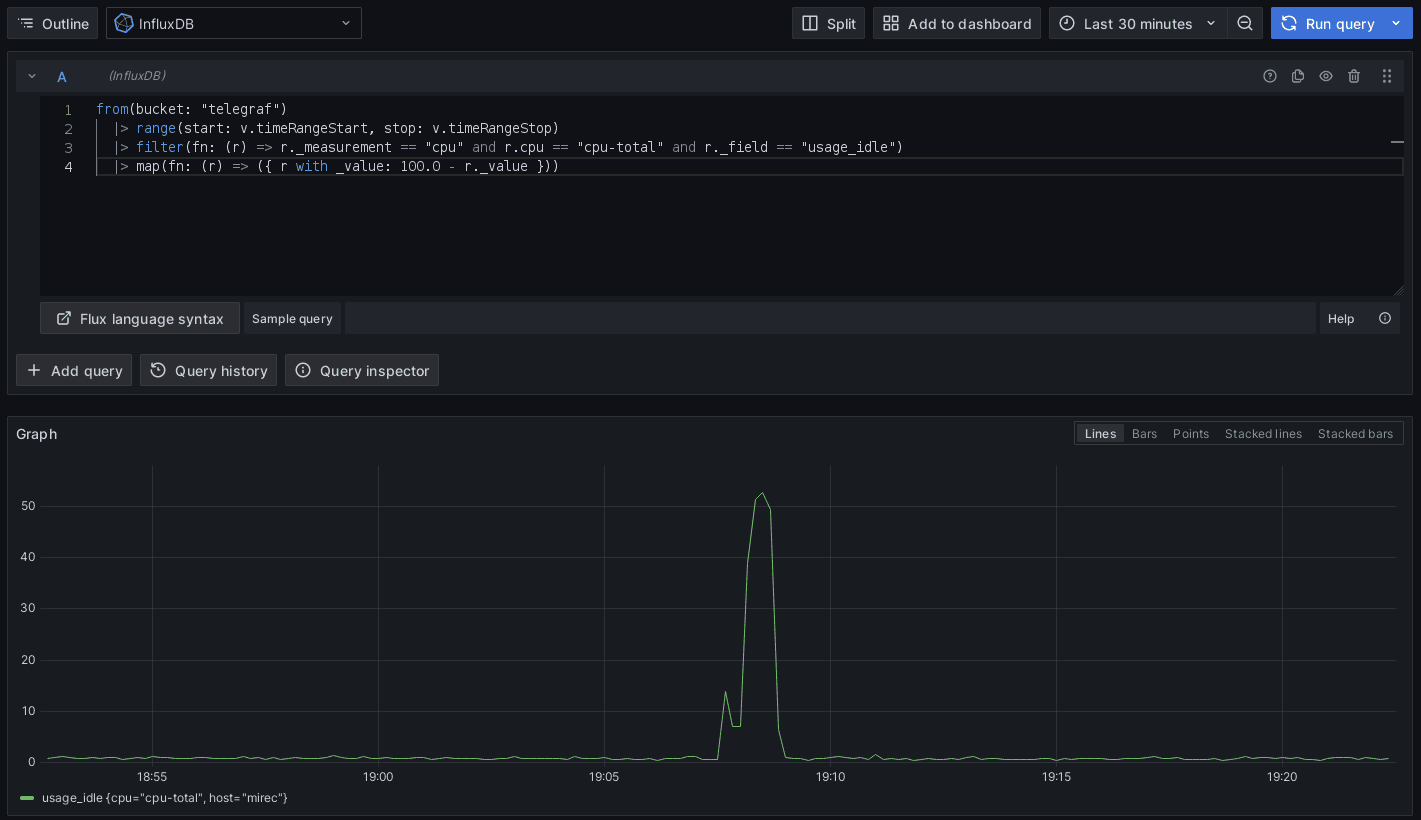 Outline InfluxDB Split Add to dashboard Last 30 minutes Run query
A (InfluxDB)
1 from(bucket: "telegraf")
2 |> range(start: v.timeRangeStart, stop: v.timeRangeStop)
3 |> filter(fn: (r) => r._measurement == "cpu" and r.cpu == "cpu-total" and r._field == "usage_idle")
4 |> map(fn: (r) => ({ r with _value: 100.0 - r._value }))
Flux language syntax Sample query Help
Add query Query history Query inspector
Graph Lines Bars Points Stacked lines Stacked bars
50
40
30
20
10
0
18:55 19:00 19:05 19:10 19:15 19:20
usage_idle {cpu="cpu-total", host="mirec"}